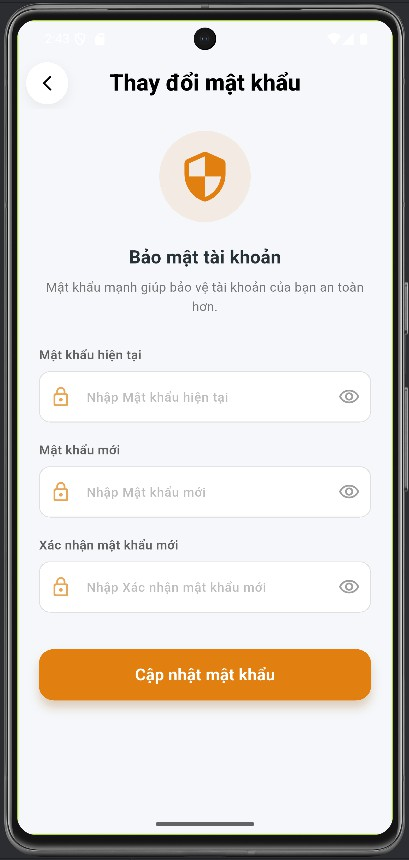 2:43
Thay đổi mật khẩu
Bảo mật tài khoản
Mật khẩu mạnh giúp bảo vệ tài khoản của bạn an toàn
hơn.
Mật khẩu hiện tại
Nhập Mật khẩu hiện tại
Mật khẩu mới
Nhập Mật khẩu mới
Xác nhận mật khẩu mới
Nhập Xác nhận mật khẩu mới
Cập nhật mật khẩu